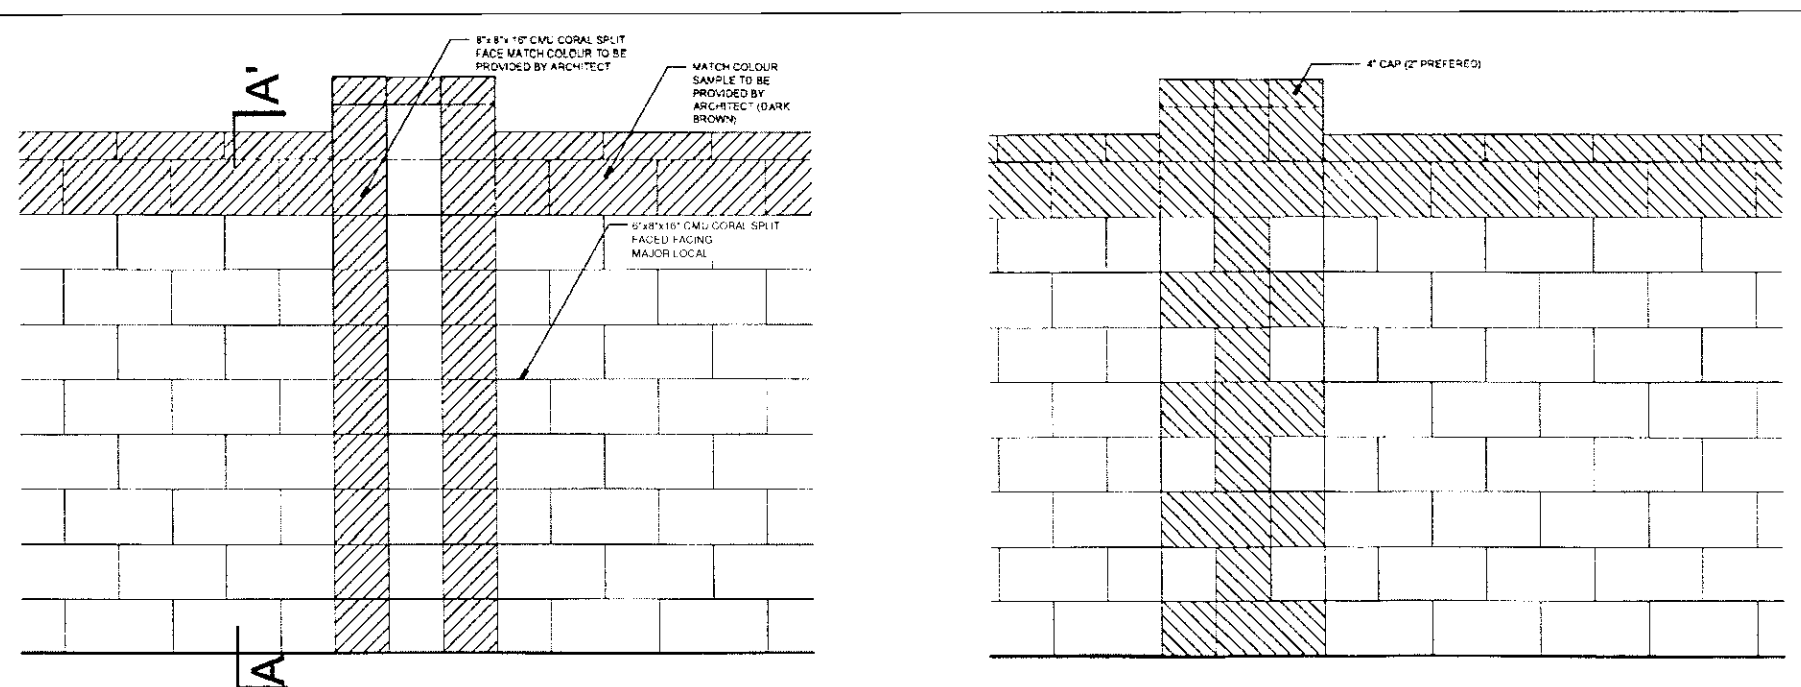 8"x 8"x 16" CMU CORAL SPLIT
FACE MATCH COLOUR TO BE
PROVIDED BY ARCHITECT
A'
MATCH COLOUR
SAMPLE TO BE
PROVIDED BY
ARCHITECT (DARK
BROWN)
6"x8"x16" CMU CORAL SPLIT
FACED FACING
MAJOR LOCAL
A
4" CAP (2" PREFERED)